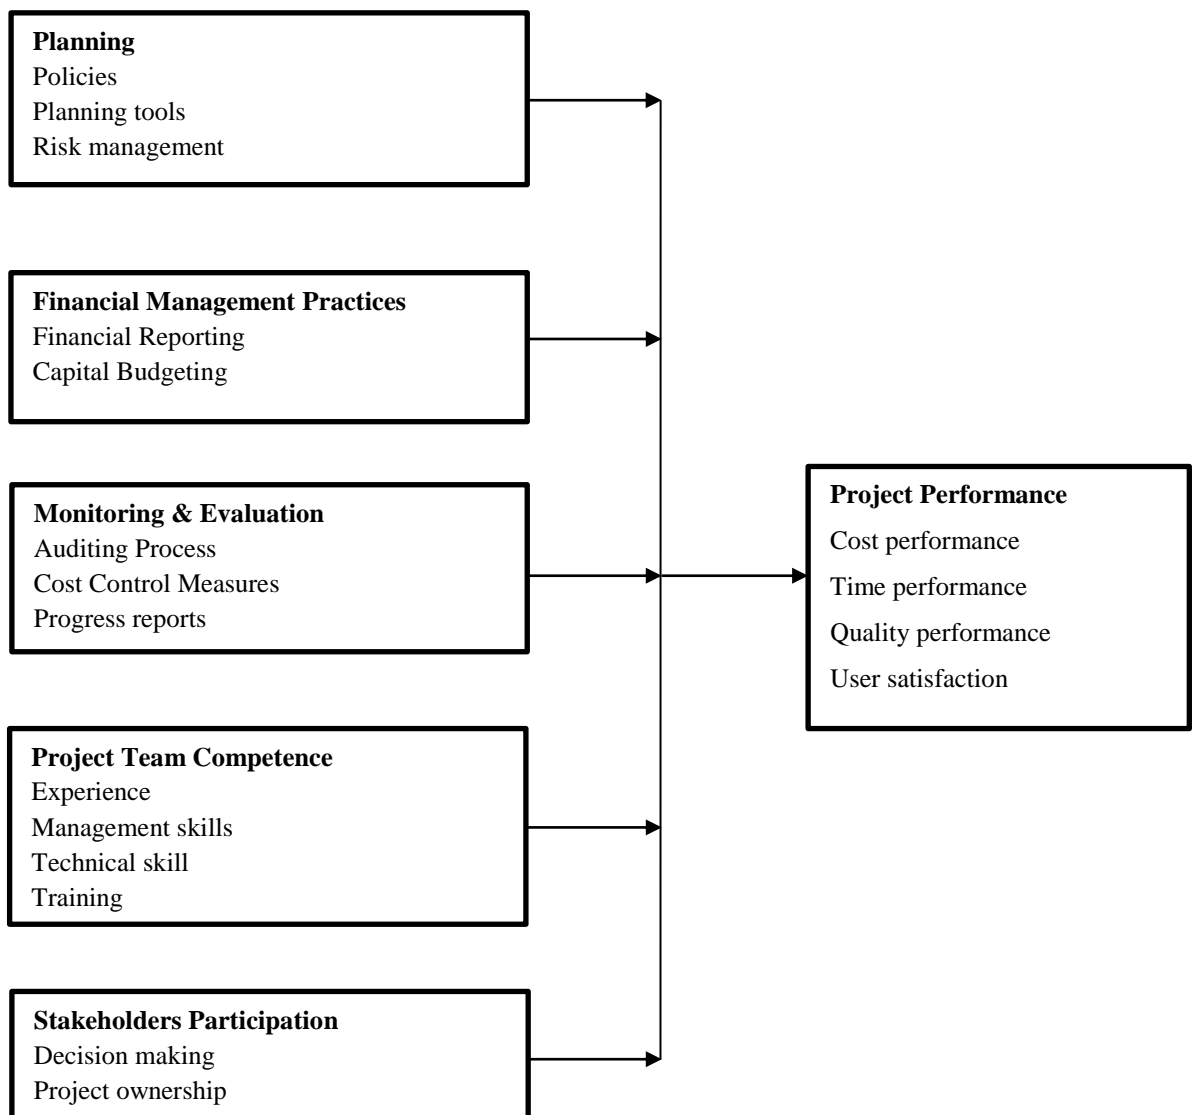 Planning
Policies
Planning tools
Risk management
Financial Management Practices
Financial Reporting
Capital Budgeting
Monitoring & Evaluation
Auditing Process
Cost Control Measures
Progress reports
Project Team Competence
Experience
Management skills
Technical skill
Training
Stakeholders Participation
Decision making
Project ownership
Project Performance
Cost performance
Time performance
Quality performance
User satisfaction